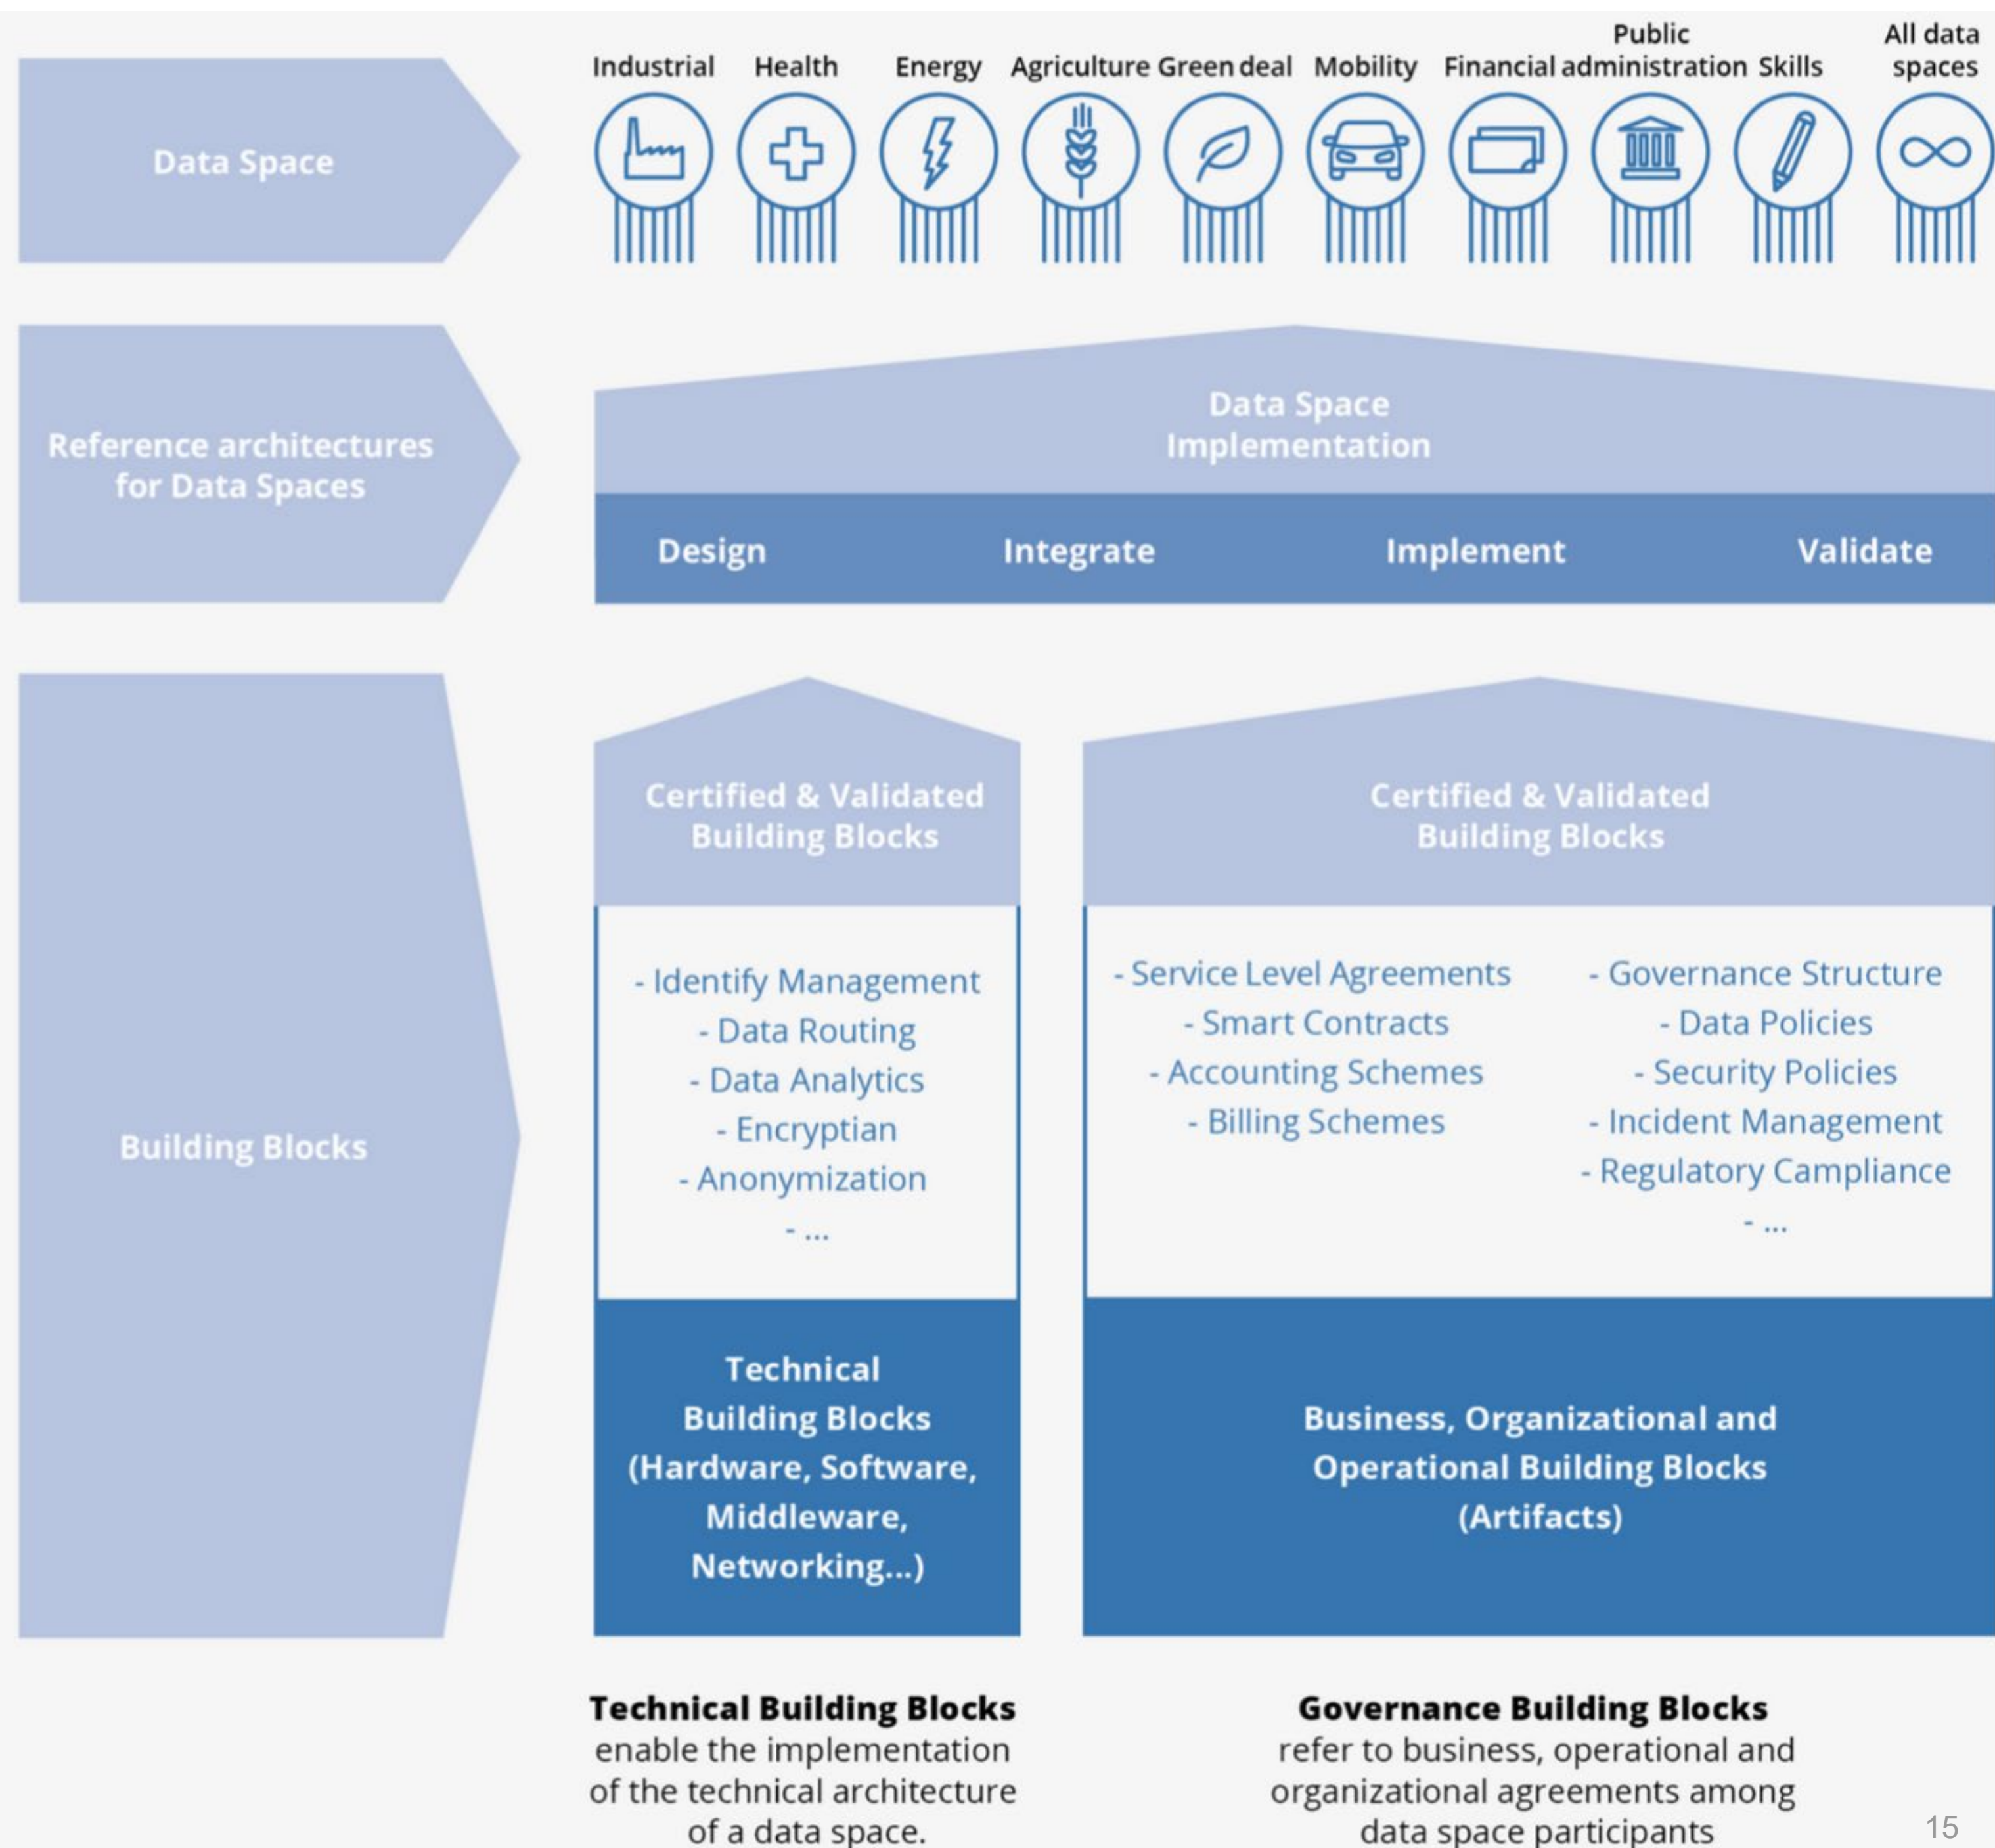 Data Space
Industrial
Health
Energy
Agriculture
Green deal
Mobility
Financial
Public
administration
Skills
All data
spaces
Reference architectures
for Data Spaces
Data Space
Implementation
Design
Integrate
Implement
Validate
Building Blocks
Certified & Validated
Building Blocks
- Identify Management
- Data Routing
- Data Analytics
- Encryptian
- Anonymization
- ...
Technical
Building Blocks
(Hardware, Software,
Middleware,
Networking...)
Certified & Validated
Building Blocks
- Service Level Agreements
- Smart Contracts
- Accounting Schemes
- Billing Schemes
- Governance Structure
- Data Policies
- Security Policies
- Incident Management
- Regulatory Campliance
- ...
Business, Organizational and
Operational Building Blocks
(Artifacts)
Technical Building Blocks
enable the implementation
of the technical architecture
of a data space.
Governance Building Blocks
refer to business, operational and
organizational agreements among
data space participants
15